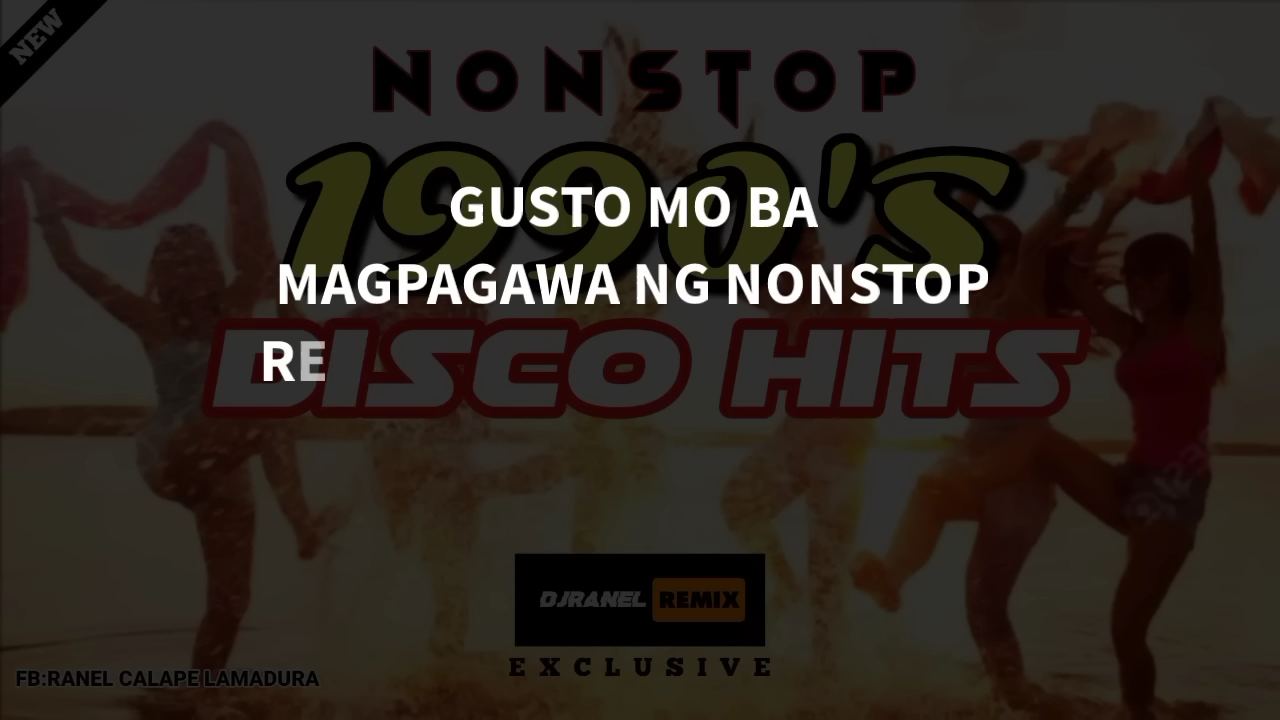 NEW
NONSTOP
1990'S
GUSTO MO BA
MAGPAGAWA NG NONSTOP
RE
DISCO HITS
DJRANEL REMIX
EXCLUSIVE
FB:RANEL CALAPE LAMADURA